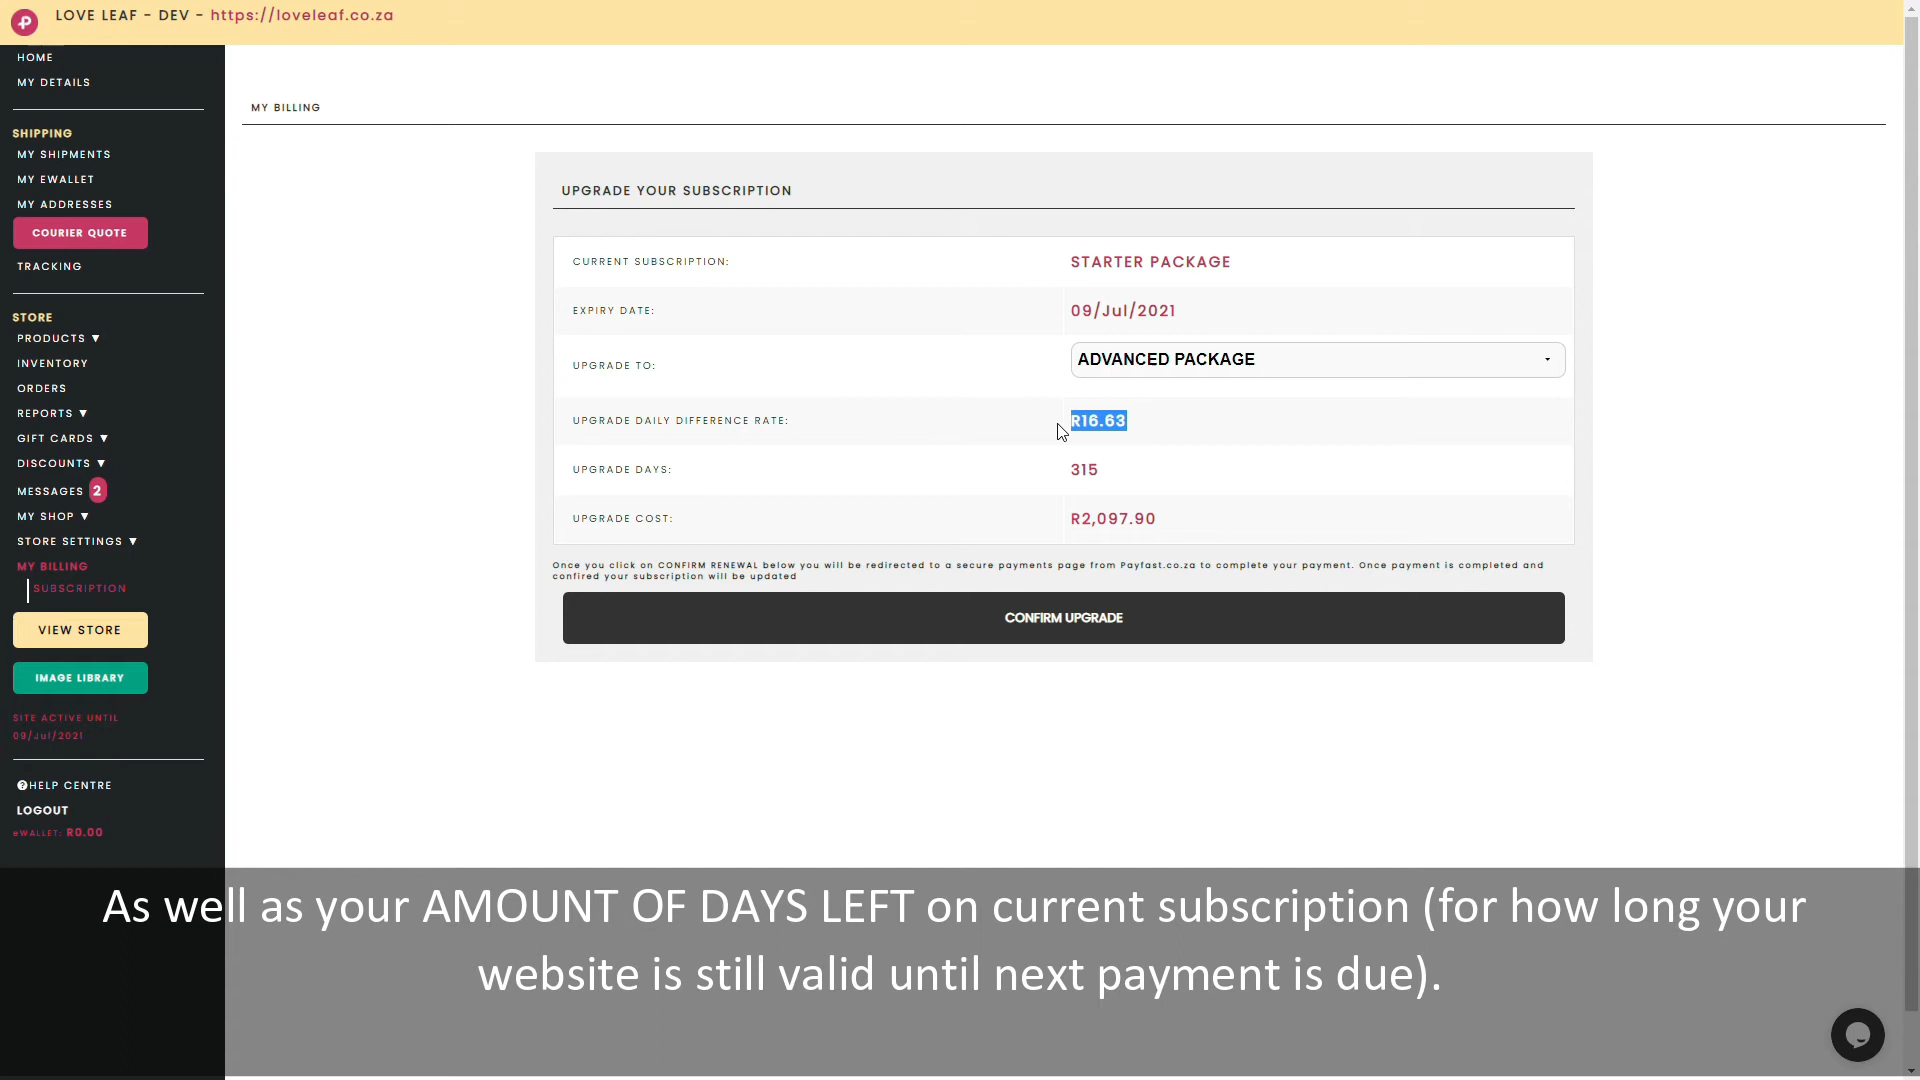 LOVE LEAF - DEV - https://loveleaf.co.za
HOME
MY DETAILS
SHIPPING
MY SHIPMENTS
MY EWALLET
MY ADDRESSES
COURIER QUOTE
TRACKING
STORE
PRODUCTS ▼
INVENTORY
ORDERS
REPORTS ▼
GIFT CARDS ▼
DISCOUNTS ▼
MESSAGES 2
MY SHOP ▼
STORE SETTINGS ▼
MY BILLING
SUBSCRIPTION
VIEW STORE
IMAGE LIBRARY
SITE ACTIVE UNTIL
09/Jul/2021
HELP CENTRE
LOGOUT
eWALLET: R0.00
MY BILLING
UPGRADE YOUR SUBSCRIPTION
CURRENT SUBSCRIPTION: STARTER PACKAGE
EXPIRY DATE: 09/Jul/2021
UPGRADE TO: ADVANCED PACKAGE
UPGRADE DAILY DIFFERENCE RATE: R16.63
UPGRADE DAYS: 315
UPGRADE COST: R2,097.90
Once you click on CONFIRM RENEWAL below you will be redirected to a secure payments page from Payfast.co.za to complete your payment. Once payment is completed and
confired your subscription will be updated
CONFIRM UPGRADE
As well as your AMOUNT OF DAYS LEFT on current subscription (for how long your
website is still valid until next payment is due).